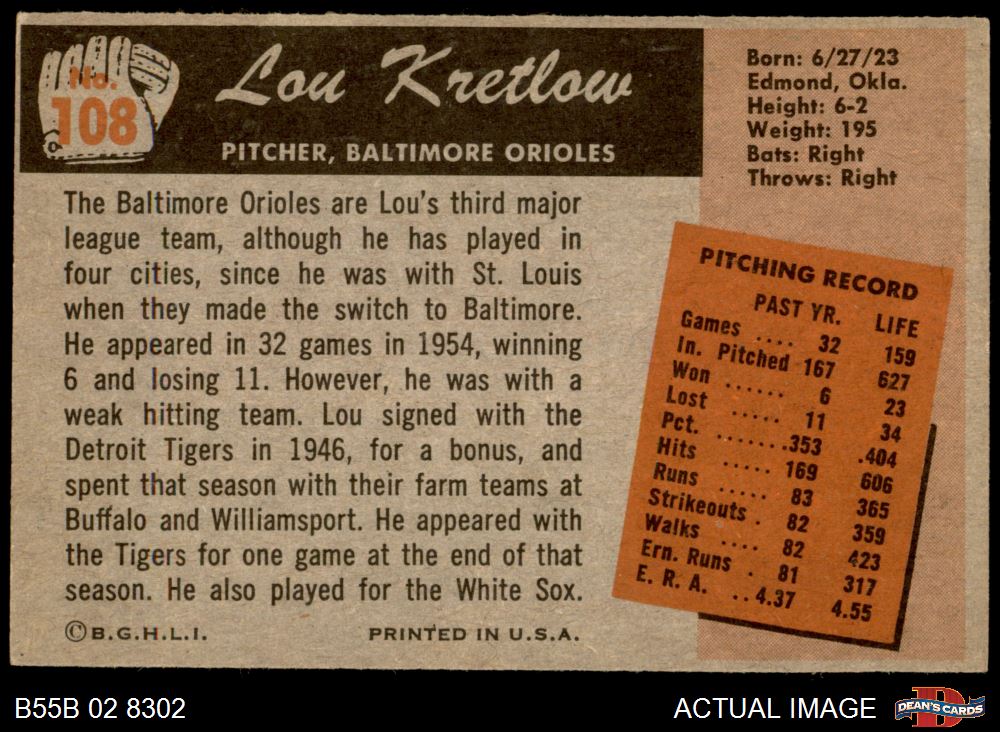 No.
108
Lou Kretlow
PITCHER, BALTIMORE ORIOLES
Born: 6/27/23
Edmond, Okla.
Height: 6-2
Weight: 195
Bats: Right
Throws: Right
The Baltimore Orioles are Lou's third major
league team, although he has played in
four cities, since he was with St. Louis
when they made the switch to Baltimore.
He appeared in 32 games in 1954, winning
6 and losing 11. However, he was with a
weak hitting team. Lou signed with the
Detroit Tigers in 1946, for a bonus, and
spent that season with their farm teams at
Buffalo and Williamsport. He appeared with
the Tigers for one game at the end of that
season. He also played for the White Sox.
©B.G.H.L.I. PRINTED IN U.S.A.
PITCHING RECORD
PAST YR. LIFE
Games .... 32 159
In. Pitched 167 627
Won ...... 6 23
Lost ..... 11 34
Pct. .......353 .404
Hits ..... 169 606
Runs ..... 83 365
Strikeouts . 82 359
Walks .... 82 423
Ern. Runs . 81 317
E. R. A. ..4.37 4.55
B55B 02 8302 ACTUAL IMAGE
D
DEAN'S CARDS